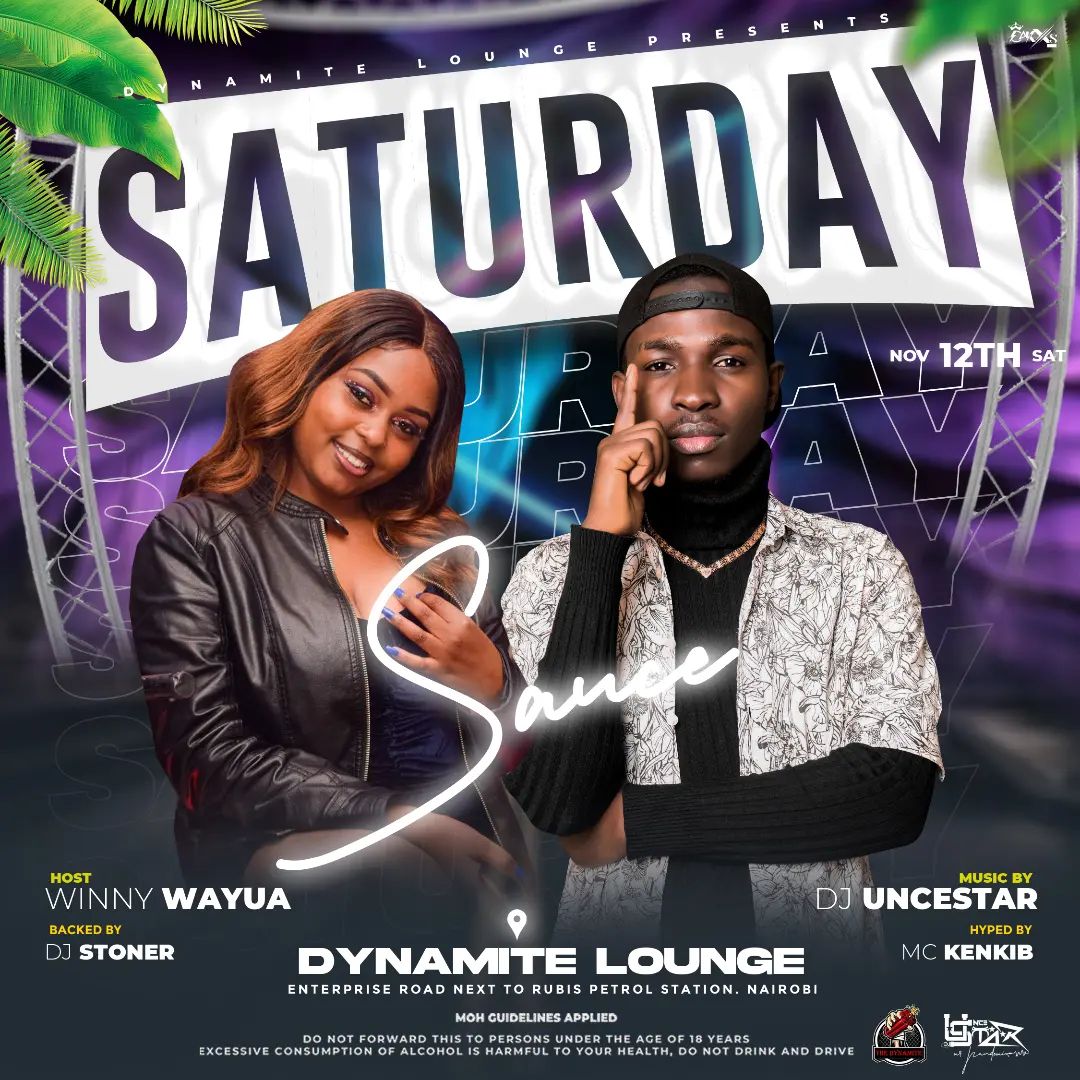 DYNAMITE LOUNGE PRESENTS
SATURDAY
NOV 12TH SAT
Sauce
HOST
WINNY WAYUA
BACKED BY
DJ STONER
MUSIC BY
DJ UNCESTAR
HYPED BY
MC KENKIB
DYNAMITE LOUNGE
ENTERPRISE ROAD NEXT TO RUBIS PETROL STATION. NAIROBI
MOH GUIDELINES APPLIED
DO NOT FORWARD THIS TO PERSONS UNDER THE AGE OF 18 YEARS
EXCESSIVE CONSUMPTION OF ALCOHOL IS HARMFUL TO YOUR HEALTH, DO NOT DRINK AND DRIVE
THE DYNAMITE